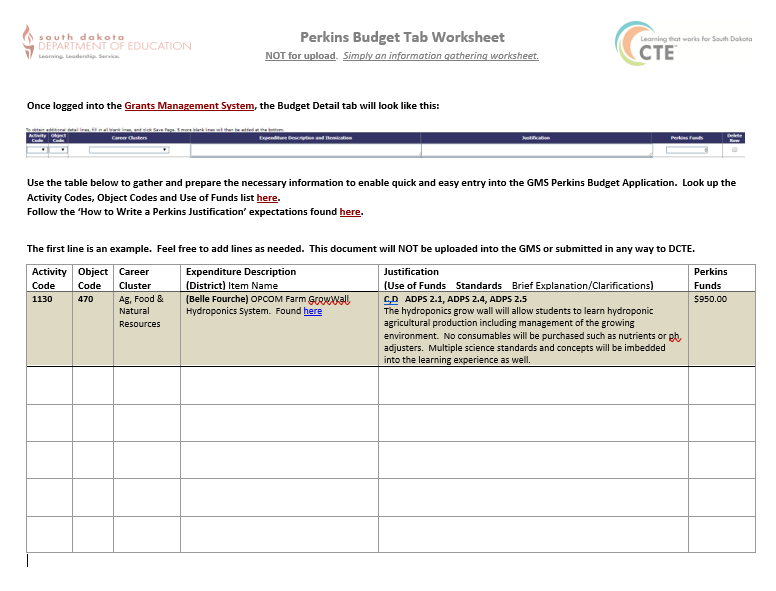 south dakota
DEPARTMENT OF EDUCATION
Learning. Leadership. Service.
Perkins Budget Tab Worksheet
NOT for upload. Simply an information gathering worksheet.
Learning that works for South Dakota
CTE
Once logged into the Grants Management System, the Budget Detail tab will look like this:
To obtain additional detail lines, fill in all blank lines, and click Save Page. 5 more blank lines will then be added at the bottom.
Activity Code
Object Code
Career Clusters
Expenditure Description and Itemization
Justification
Perkins Funds
Delete Row
Use the table below to gather and prepare the necessary information to enable quick and easy entry into the GMS Perkins Budget Application. Look up the
Activity Codes, Object Codes and Use of Funds list here.
Follow the ‘How to Write a Perkins Justification’ expectations found here.
The first line is an example. Feel free to add lines as needed. This document will NOT be uploaded into the GMS or submitted in any way to DCTE.
Activity
Code
Object
Code
Career
Cluster
Expenditure Description
(District) Item Name
Justification
(Use of Funds Standards Brief Explanation/Clarifications)
Perkins
Funds
1130
470
Ag, Food &
Natural
Resources
(Belle Fourche) OPCOM Farm GrowWall
Hydroponics System. Found here
C,D ADPS 2.1, ADPS 2.4, ADPS 2.5
The hydroponics grow wall will allow students to learn hydroponic
agricultural production including management of the growing
environment. No consumables will be purchased such as nutrients or ph
adjusters. Multiple science standards and concepts will be imbedded
into the learning experience as well.
$950.00